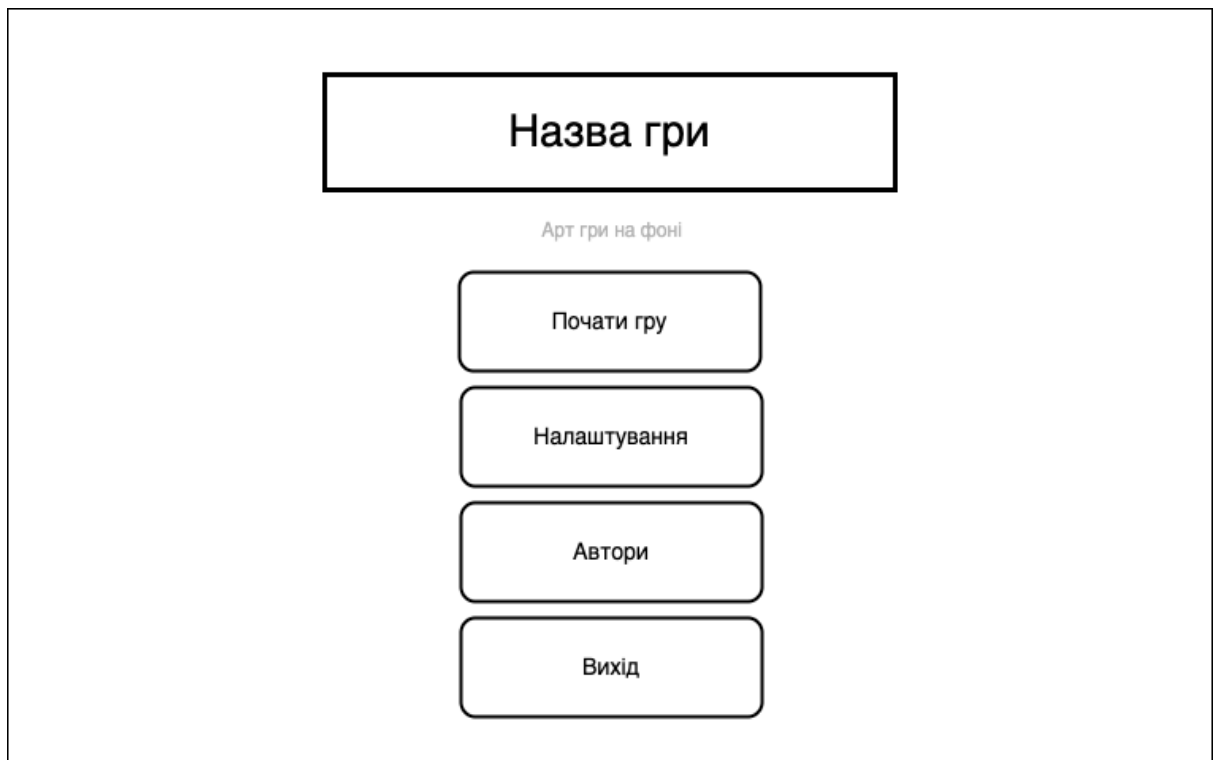 Назва гри
Арт гри на фоні
Почати гру
Налаштування
Автори
Вихід